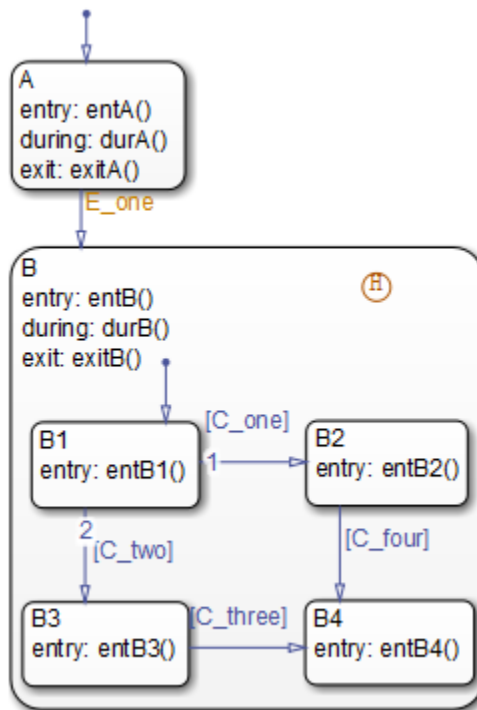 A
entry: entA()
during: durA()
exit: exitA()
E_one
B
entry: entB()
during: durB()
exit: exitB()
H
B1
entry: entB1()
[C_one]
1
B2
entry: entB2()
2
[C_two]
[C_four]
B3
entry: entB3()
[C_three]
B4
entry: entB4()